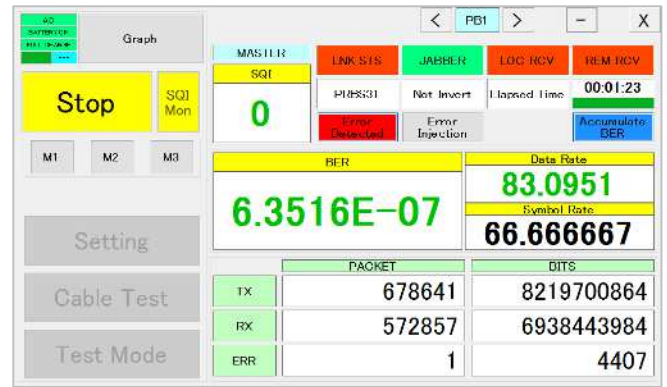 AC
BATTERY OK
FULL CHARGE
---
Graph
< PB1 > - X
MASTER
SQI
0
LNK STS JABBER LOC RCV REM RCV
PRBS31 Not Invert Elapsed Time 00:01:23
Error Detected
Error Injection
Accumulate BER
Stop
SQI Mon
M1 M2 M3
BER
6.3516E-07
Data Rate
83.0951
Symbol Rate
66.666667
Setting
Cable Test
Test Mode
PACKET BITS
TX 678641 8219700864
RX 572857 6938443984
ERR 1 4407